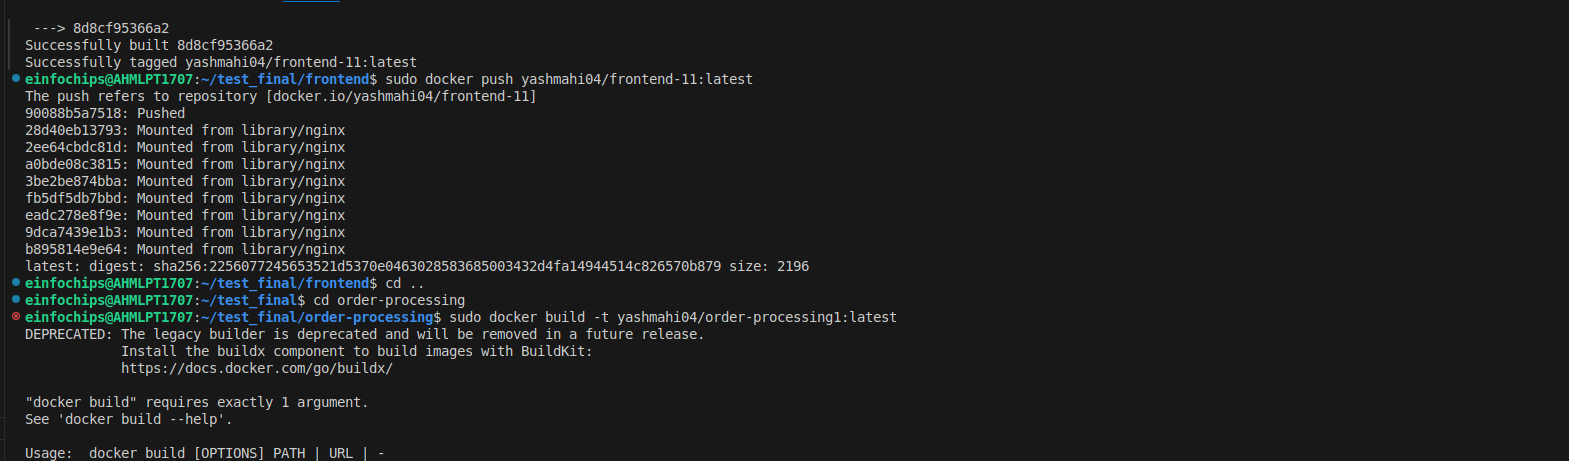 ---> 8d8cf95366a2
Successfully built 8d8cf95366a2
Successfully tagged yashmahi04/frontend-11:latest
einfochips@AHMLPT1707:~/test_final/frontend$ sudo docker push yashmahi04/frontend-11:latest
The push refers to repository [docker.io/yashmahi04/frontend-11]
90088b5a7518: Pushed
28d40eb13793: Mounted from library/nginx
2ee64cbdc81d: Mounted from library/nginx
a0bde08c3815: Mounted from library/nginx
3be2be874bba: Mounted from library/nginx
fb5df5db7bbd: Mounted from library/nginx
eadc278e8f9e: Mounted from library/nginx
9dca7439e1b3: Mounted from library/nginx
b895814e9e64: Mounted from library/nginx
latest: digest: sha256:2256077245653521d5370e0463028583685003432d4fa14944514c826570b879 size: 2196
einfochips@AHMLPT1707:~/test_final/frontend$ cd ..
einfochips@AHMLPT1707:~/test_final$ cd order-processing
einfochips@AHMLPT1707:~/test_final/order-processing$ sudo docker build -t yashmahi04/order-processing1:latest
DEPRECATED: The legacy builder is deprecated and will be removed in a future release.
Install the buildx component to build images with BuildKit:
https://docs.docker.com/go/buildx/
"docker build" requires exactly 1 argument.
See 'docker build --help'.
Usage:  docker build [OPTIONS] PATH | URL | -